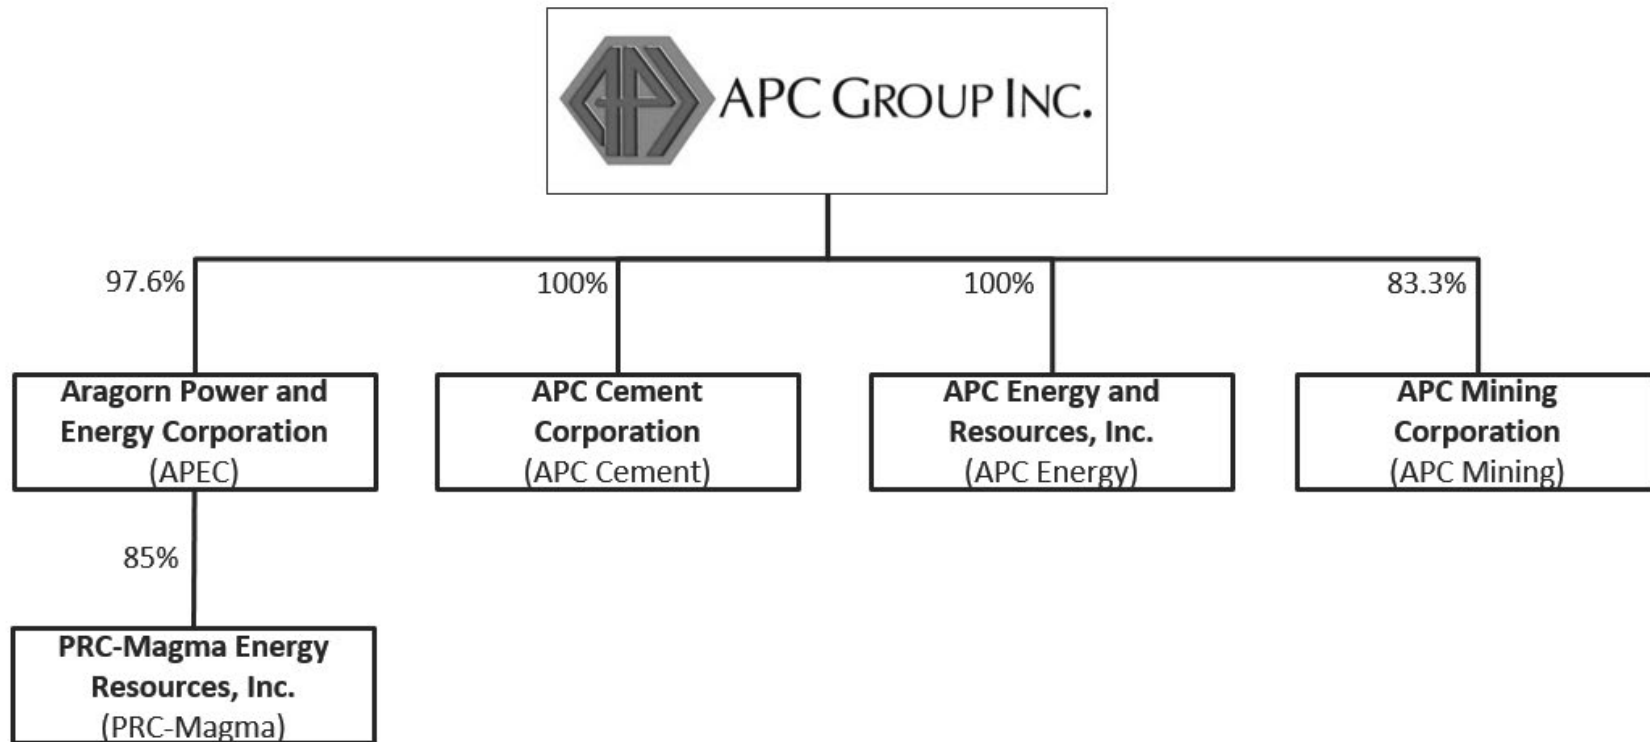 APC GROUP INC.
97.6%
100%
100%
83.3%
Aragorn Power and
Energy Corporation
(APEC)
APC Cement
Corporation
(APC Cement)
APC Energy and
Resources, Inc.
(APC Energy)
APC Mining
Corporation
(APC Mining)
85%
PRC-Magma Energy
Resources, Inc.
(PRC-Magma)